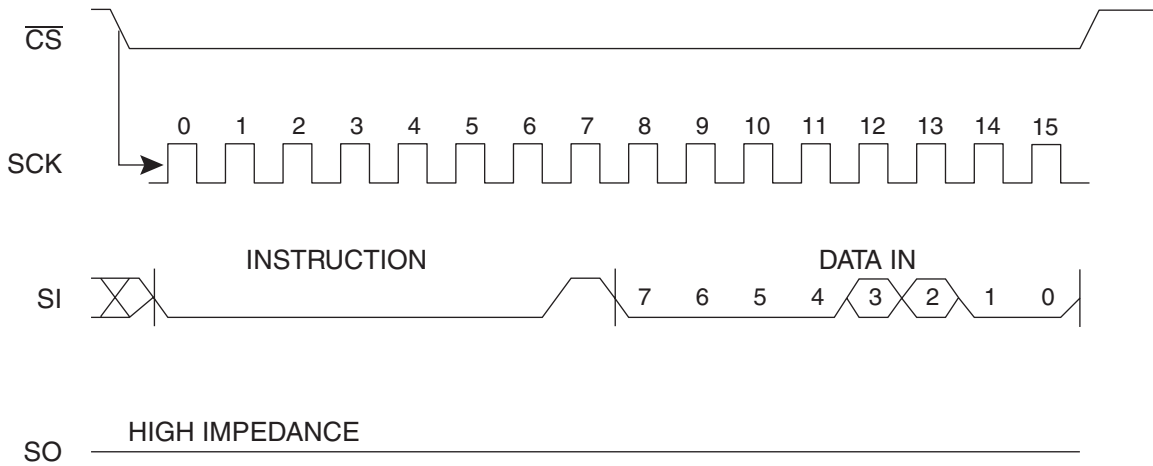 CS
0 1 2 3 4 5 6 7 8 9 10 11 12 13 14 15
SCK
INSTRUCTION DATA IN
SI 7 6 5 4 3 2 1 0
HIGH IMPEDANCE
SO